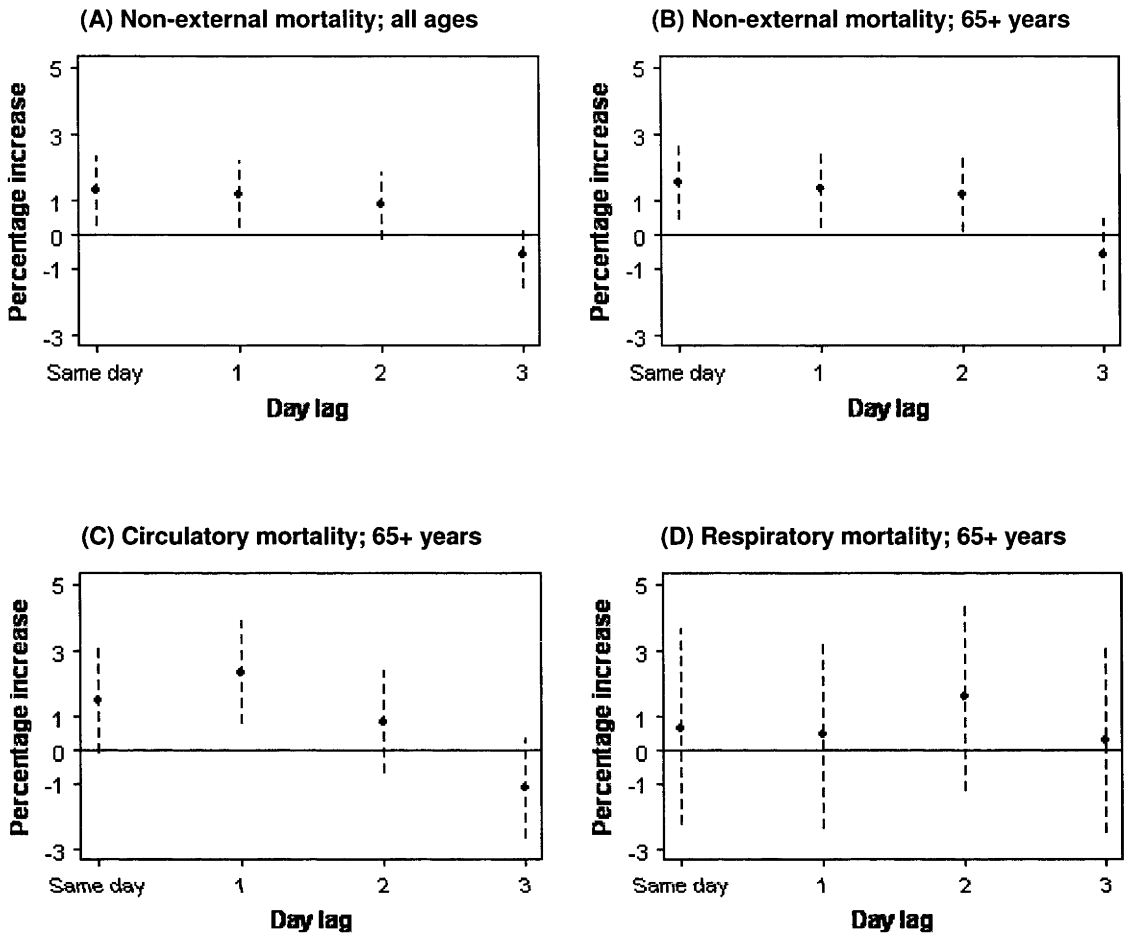 (A) Non-external mortality; all ages
Percentage increase
5
3
1
0
-1
-3
Same day 1 2 3
Day lag
(B) Non-external mortality; 65+ years
Percentage increase
5
3
1
0
-1
-3
Same day 1 2 3
Day lag
(C) Circulatory mortality; 65+ years
Percentage increase
5
3
1
0
-1
-3
Same day 1 2 3
Day lag
(D) Respiratory mortality; 65+ years
Percentage increase
5
3
1
0
-1
-3
Same day 1 2 3
Day lag